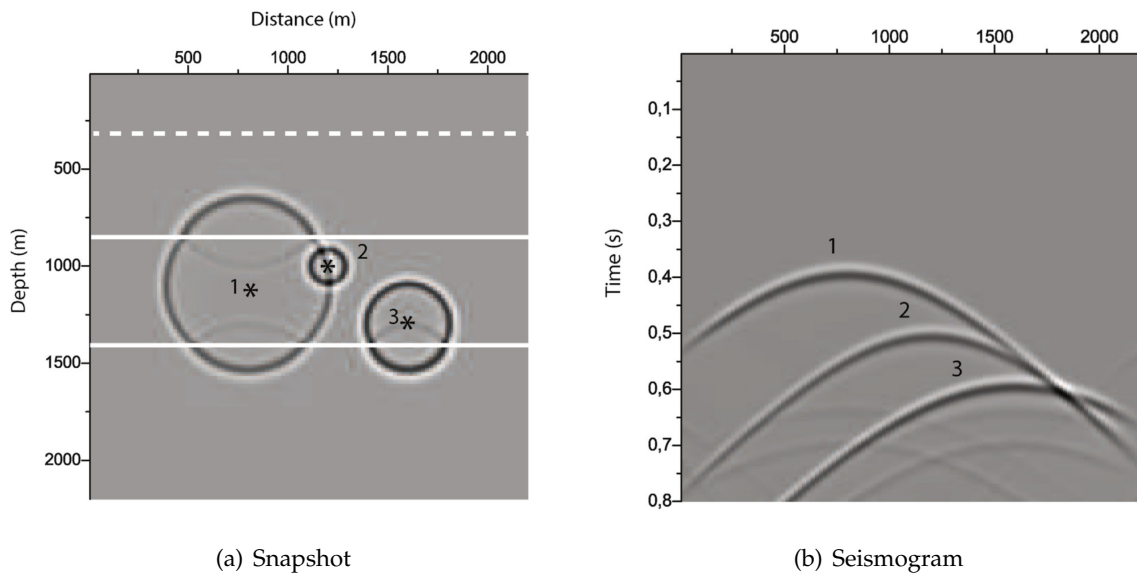 Distance (m)
500 1000 1500 2000
Depth (m)
500
1000
1500
2000
1
2
3
500 1000 1500 2000
Time (s)
0,1
0,2
0,3
0,4
0,5
0,6
0,7
0,8
1
2
3
(a) Snapshot
(b) Seismogram